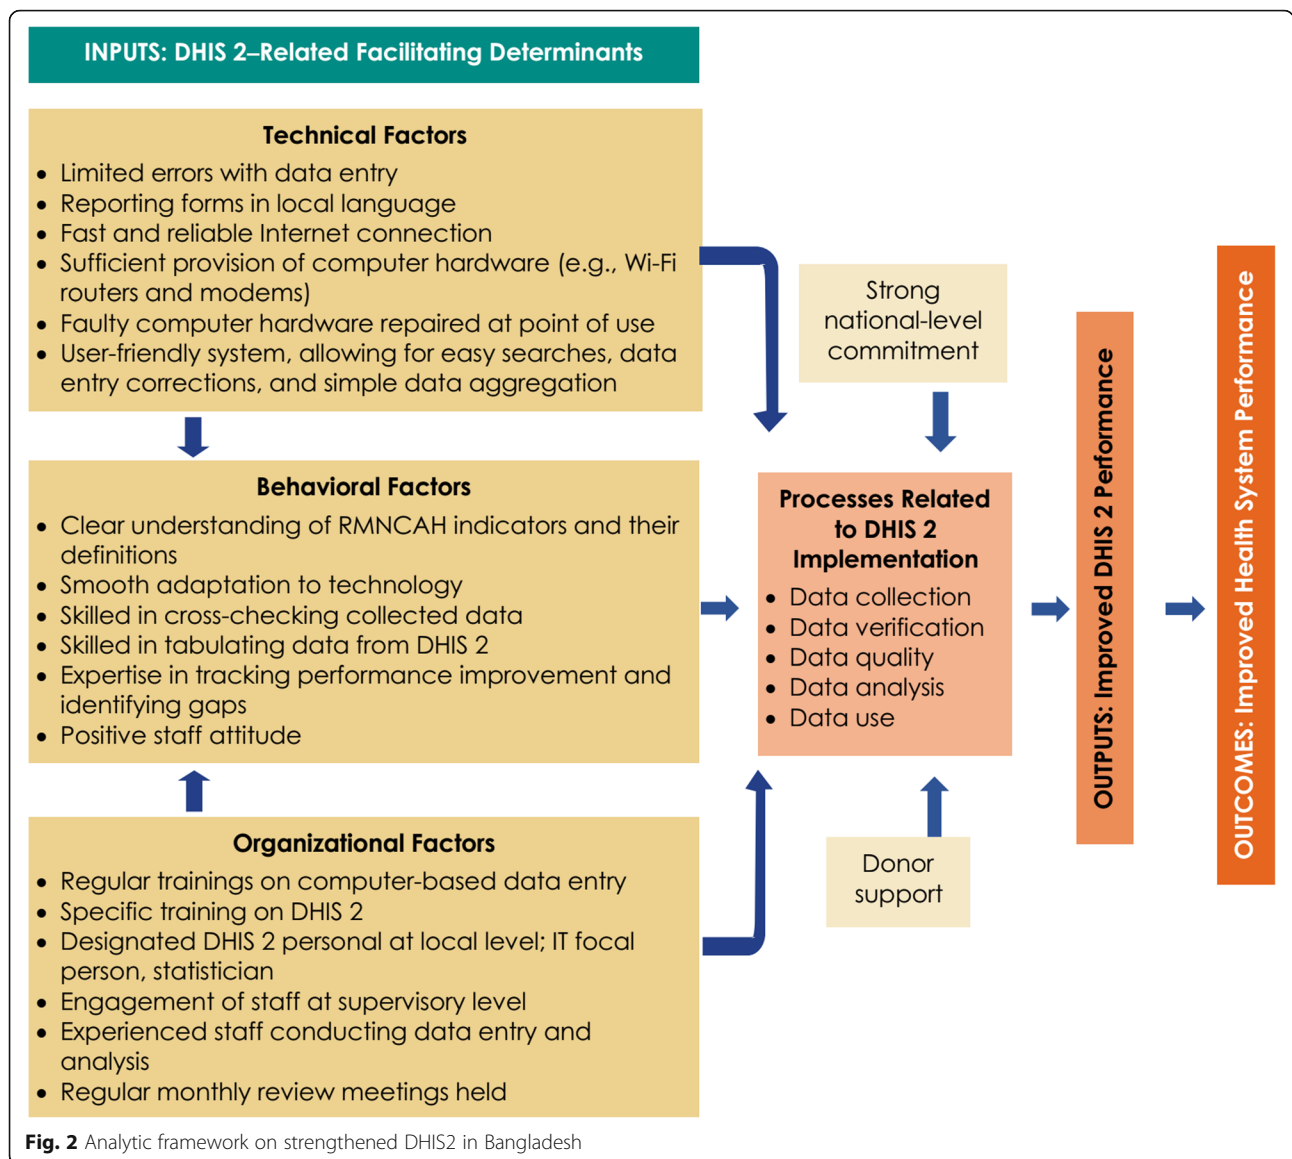 INPUTS: DHIS 2–Related Facilitating Determinants
Technical Factors
• Limited errors with data entry
• Reporting forms in local language
• Fast and reliable Internet connection
• Sufficient provision of computer hardware (e.g., Wi-Fi
routers and modems)
• Faulty computer hardware repaired at point of use
• User-friendly system, allowing for easy searches, data
entry corrections, and simple data aggregation
Behavioral Factors
• Clear understanding of RMNCAH indicators and their
definitions
• Smooth adaptation to technology
• Skilled in cross-checking collected data
• Skilled in tabulating data from DHIS 2
• Expertise in tracking performance improvement and
identifying gaps
• Positive staff attitude
Organizational Factors
• Regular trainings on computer-based data entry
• Specific training on DHIS 2
• Designated DHIS 2 personal at local level; IT focal
person, statistician
• Engagement of staff at supervisory level
• Experienced staff conducting data entry and
analysis
• Regular monthly review meetings held
Strong
national-level
commitment
Processes Related
to DHIS 2
Implementation
• Data collection
• Data verification
• Data quality
• Data analysis
• Data use
Donor
support
OUTPUTS: Improved DHIS 2 Performance
OUTCOMES: Improved Health System Performance
Fig. 2 Analytic framework on strengthened DHIS2 in Bangladesh